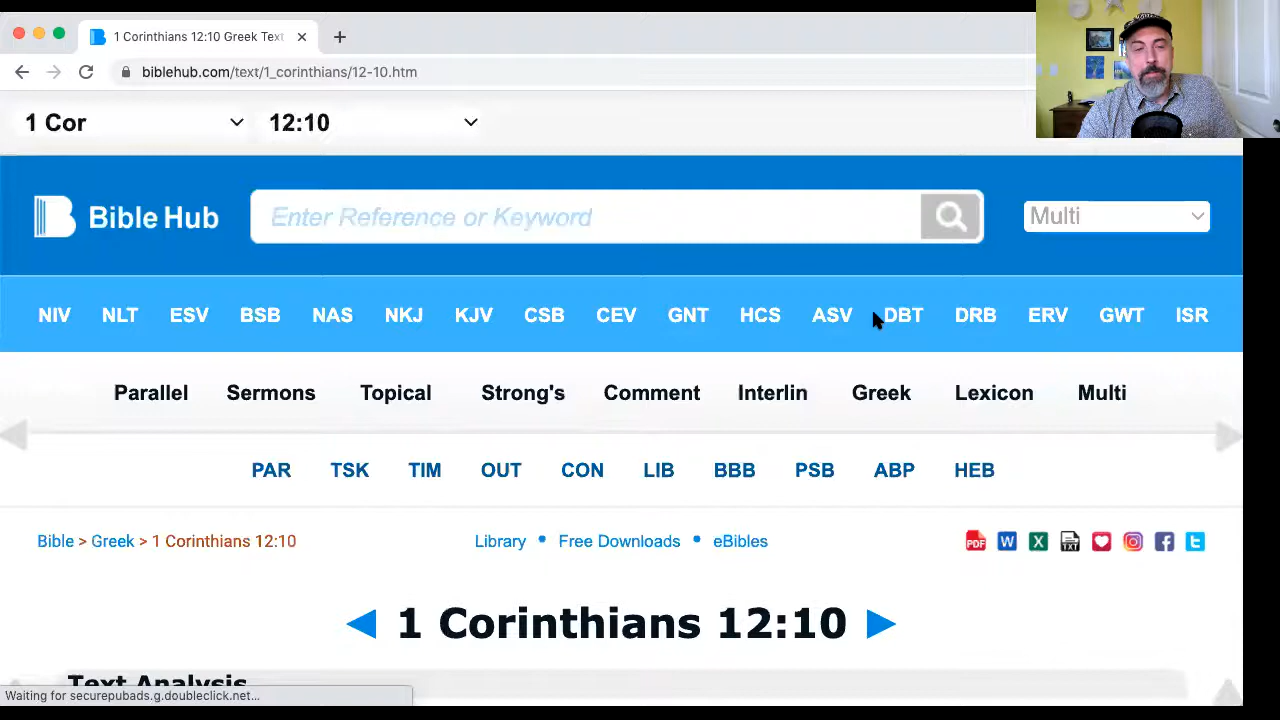 1 Corinthians 12:10 Greek Text
biblehub.com/text/1_corinthians/12-10.htm
1 Cor 12:10
Bible Hub Enter Reference or Keyword Multi
NIV NLT ESV BSB NAS NKJ KJV CSB CEV GNT HCS ASV DBT DRB ERV GWT ISR
Parallel Sermons Topical Strong's Comment Interlin Greek Lexicon Multi
PAR TSK TIM OUT CON LIB BBB PSB ABP HEB
Bible > Greek > 1 Corinthians 12:10 Library • Free Downloads • eBibles PDF W X TXT
1 Corinthians 12:10
Text Analysis
Waiting for securepubads.g.doubleclick.net...